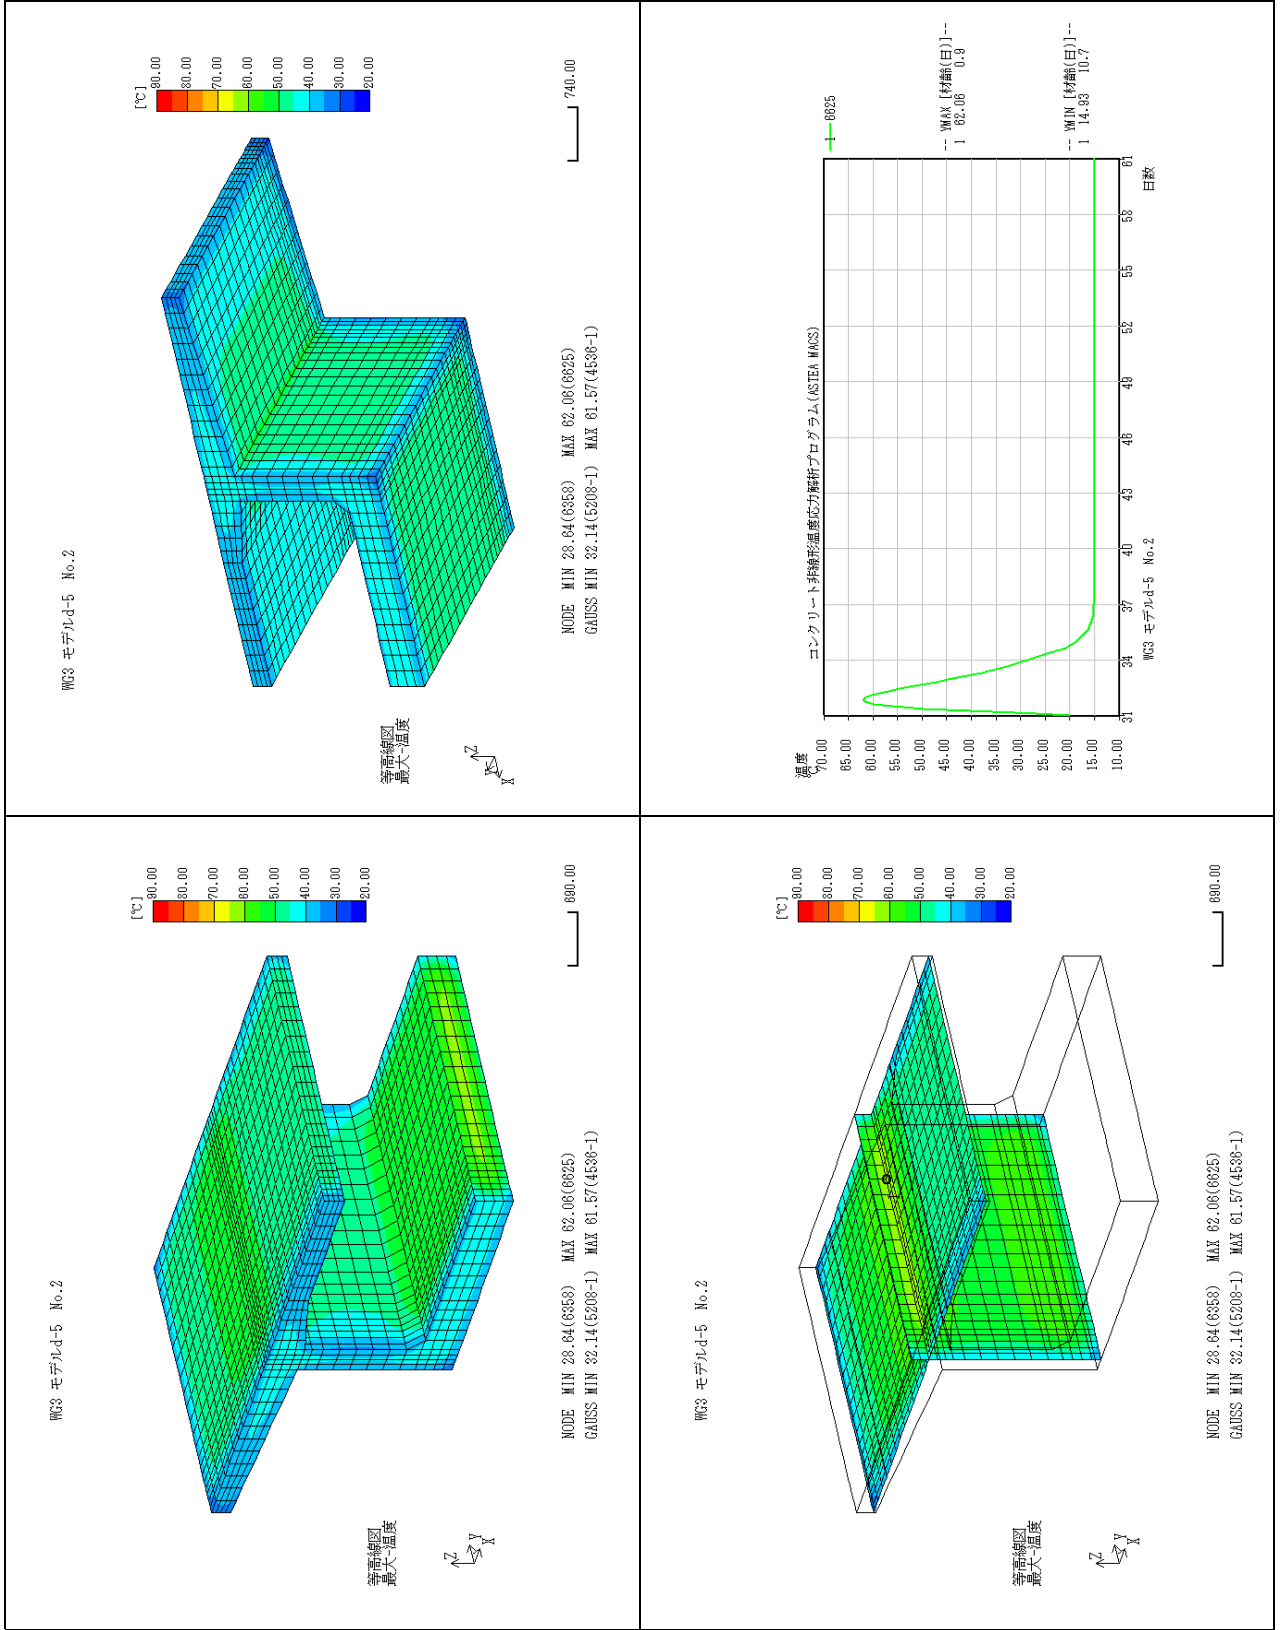 WG3 モデルd-5 No.2
[℃]
90.00
80.00
70.00
60.00
50.00
40.00
30.00
20.00
740.00
等高線図
最大-温度
Z
Y
X
NODE MIN 28.64(6358) MAX 62.06(6625)
GAUSS MIN 32.14(5208-1) MAX 61.57(4536-1)
コンクリート非線形温度応力解析プログラム(ASTEA MACS)
1 6625
温度
℃
70.00
65.00
60.00
55.00
50.00
45.00
40.00
35.00
30.00
25.00
20.00
15.00
10.00
31
34
37
40
43
46
49
52
55
58
61
日数
-- YMAX [材齢(日)]--
1 62.06 0.9
-- YMIN [材齢(日)]--
1 14.93 10.7
WG3 モデルd-5 No.2
WG3 モデルd-5 No.2
[℃]
90.00
80.00
70.00
60.00
50.00
40.00
30.00
20.00
690.00
等高線図
最大-温度
Z
Y
X
NODE MIN 28.64(6358) MAX 62.06(6625)
GAUSS MIN 32.14(5208-1) MAX 61.57(4536-1)
WG3 モデルd-5 No.2
[℃]
90.00
80.00
70.00
60.00
50.00
40.00
30.00
20.00
690.00
等高線図
最大-温度
Z
Y
X
NODE MIN 28.64(6358) MAX 62.06(6625)
GAUSS MIN 32.14(5208-1) MAX 61.57(4536-1)